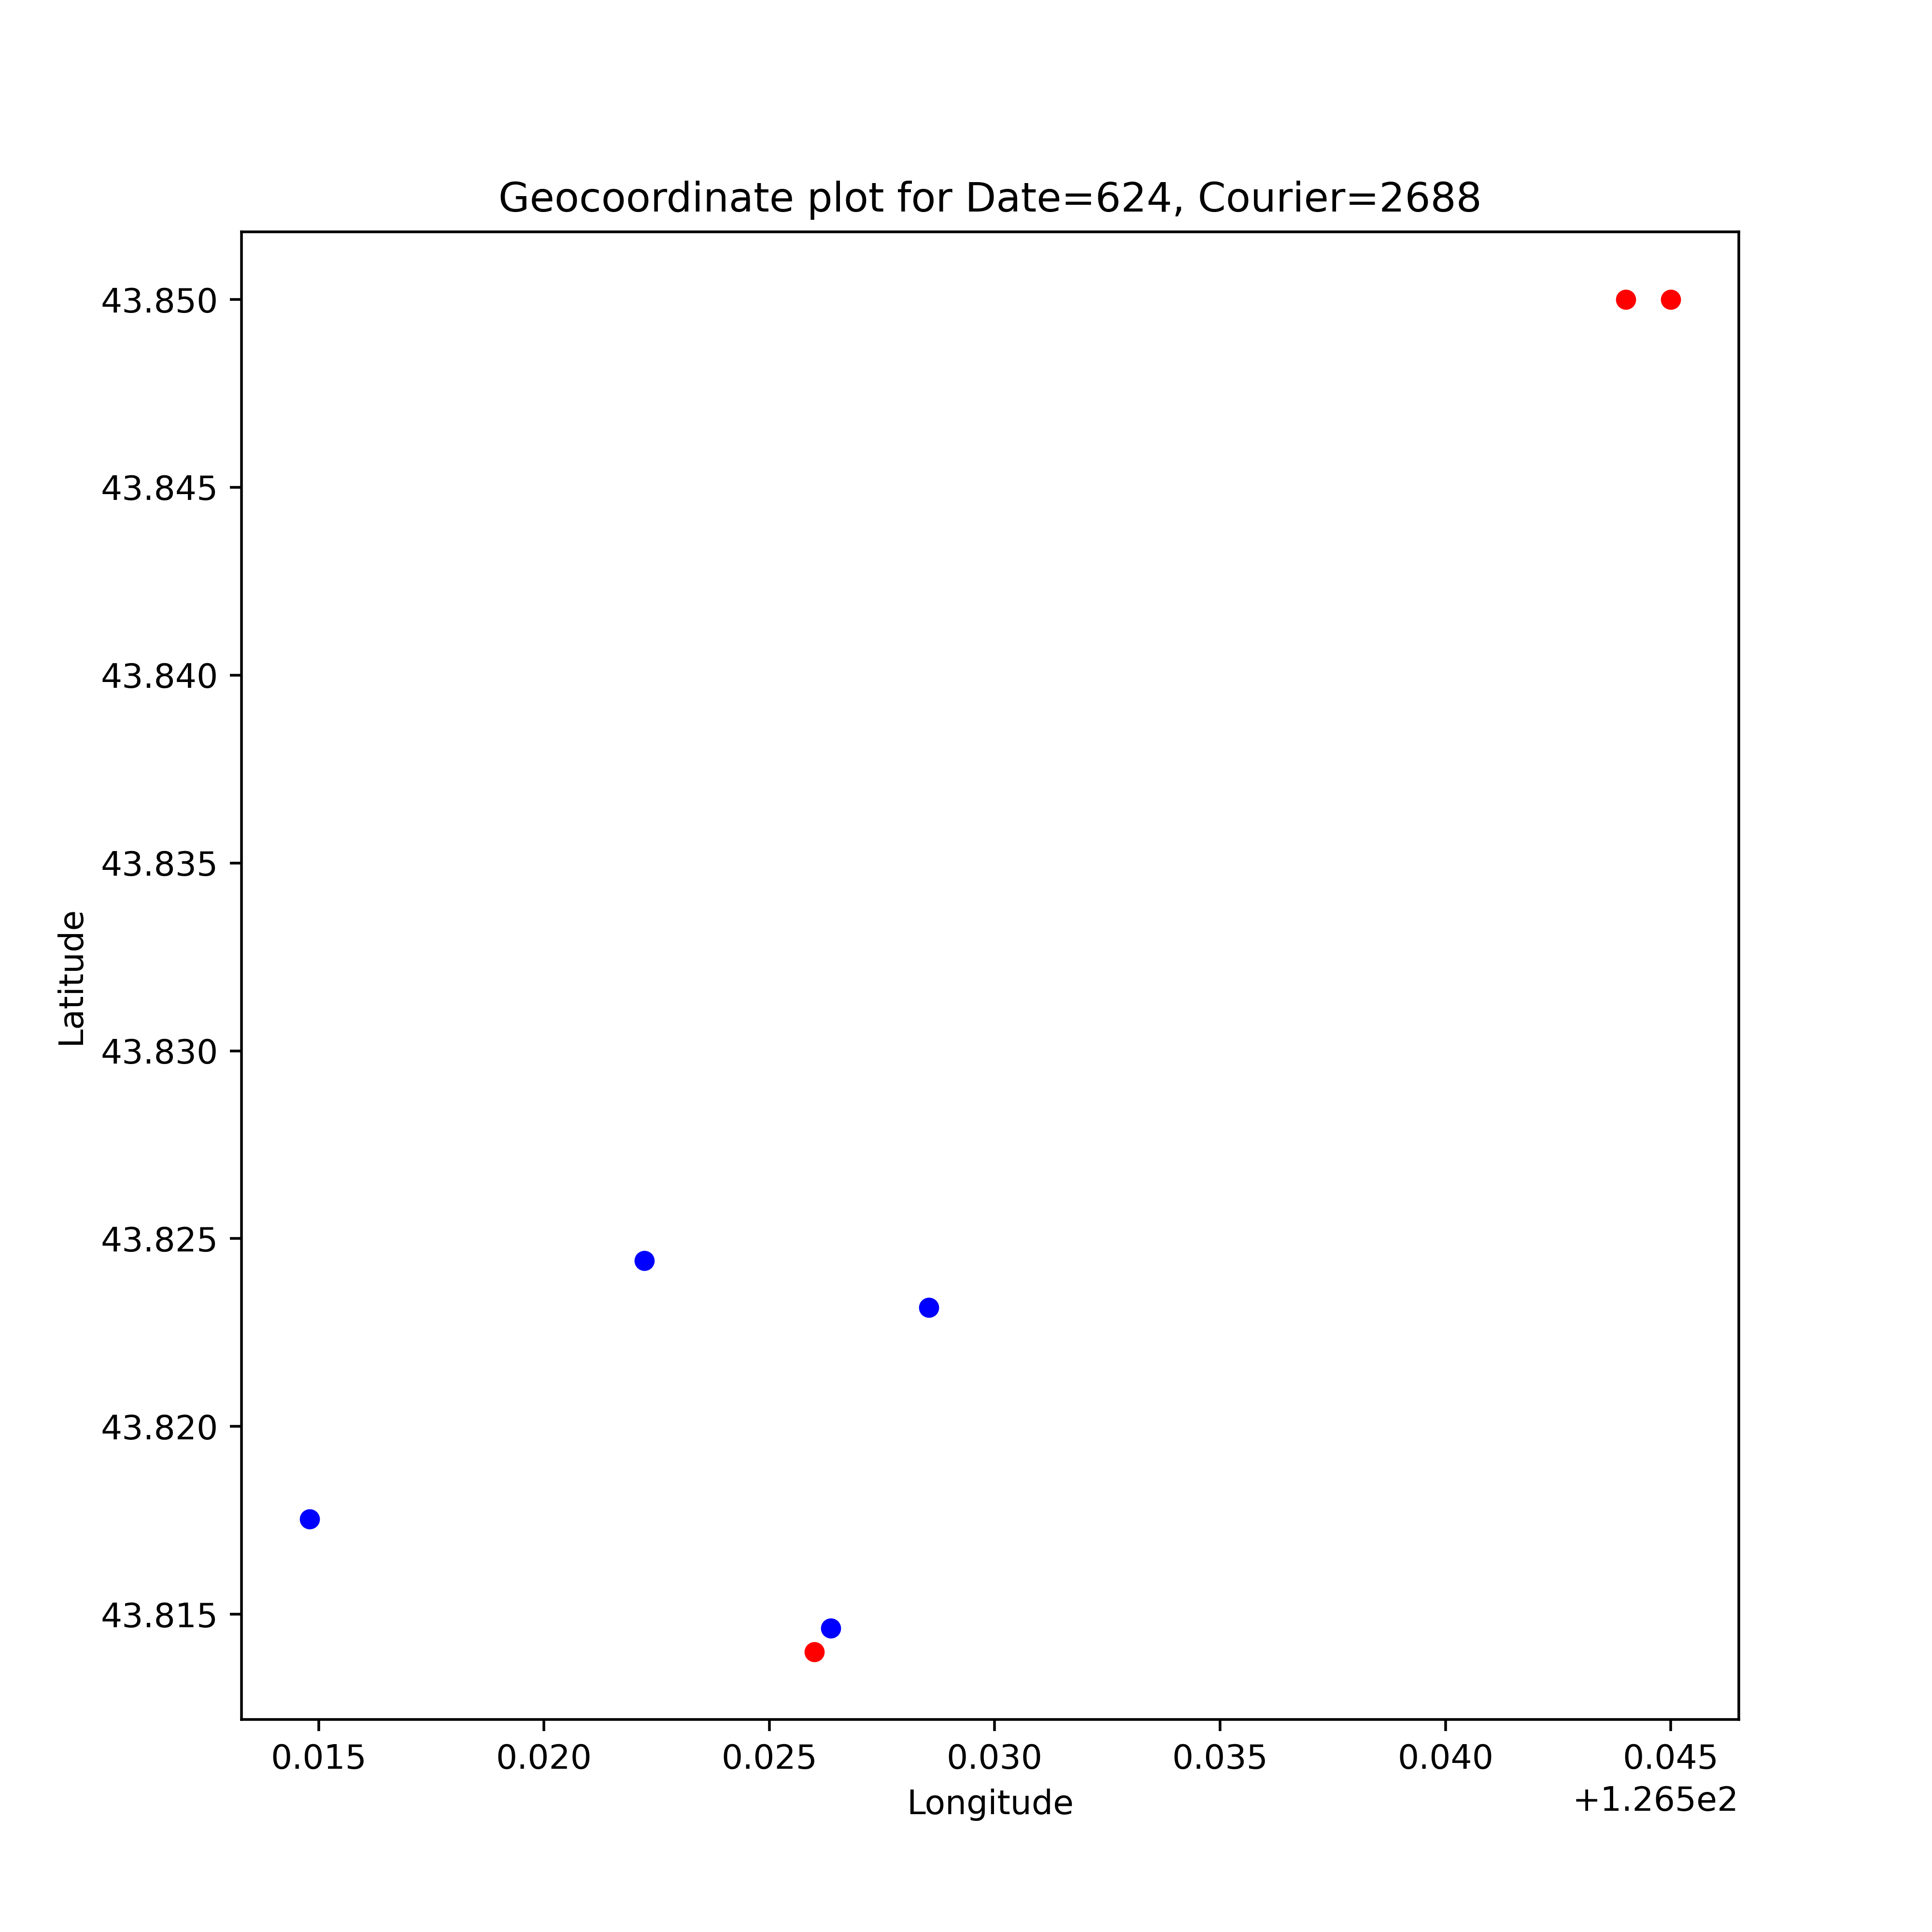 Geocoordinate plot for Date=624, Courier=2688
43.850
43.845
43.840
43.835
43.830
43.825
43.820
43.815
Latitude
0.015 0.020 0.025 0.030 0.035 0.040 0.045
+1.265e2
Longitude